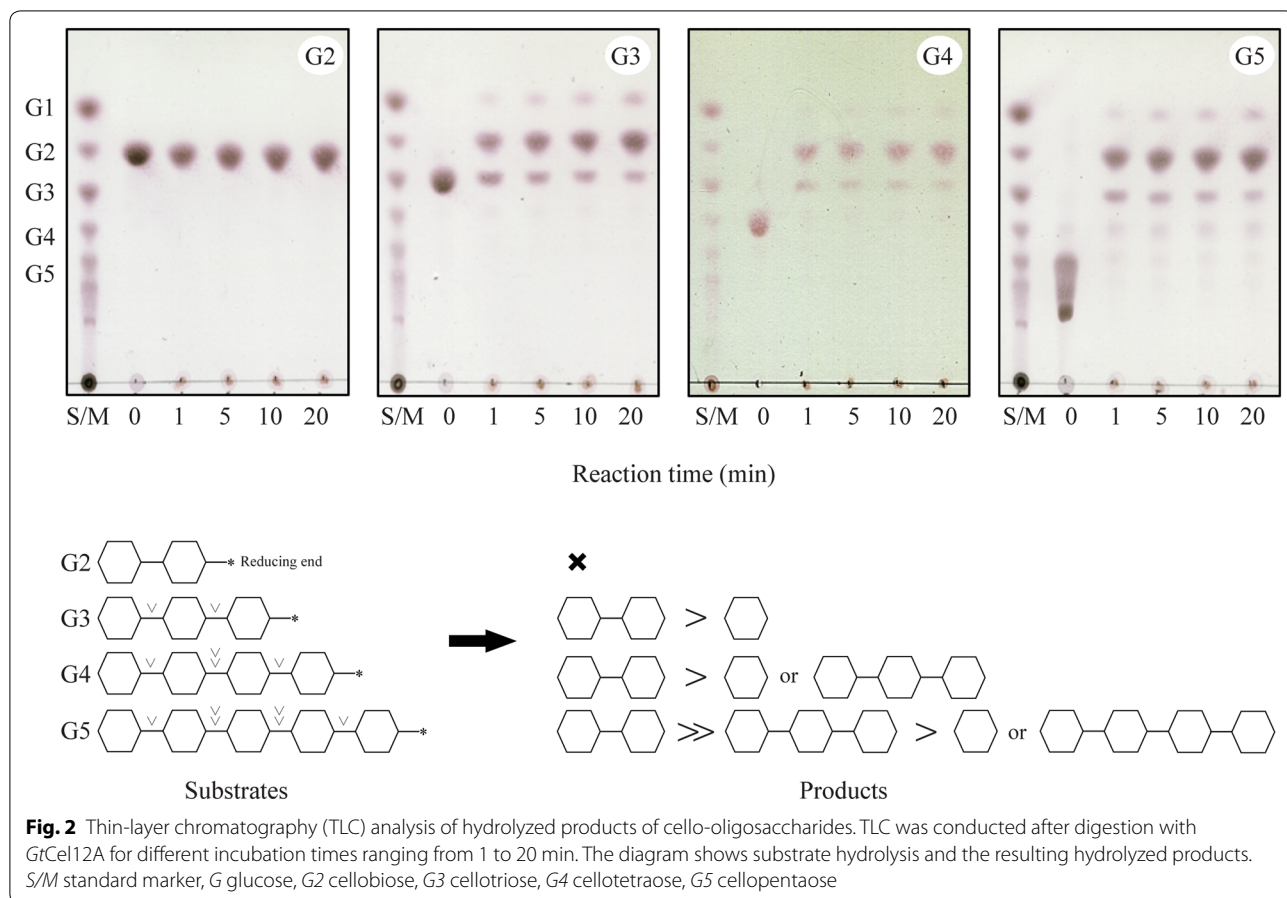 G2 G3 G4 G5
G1
G2
G3
G4
G5
S/M 0 1 5 10 20 S/M 0 1 5 10 20 S/M 0 1 5 10 20 S/M 0 1 5 10 20
Reaction time (min)
G2 * Reducing end
G3 * >
G4 * > or
G5 * >> > or
Substrates Products
Fig. 2 Thin-layer chromatography (TLC) analysis of hydrolyzed products of cello-oligosaccharides. TLC was conducted after digestion with
GtCel12A for different incubation times ranging from 1 to 20 min. The diagram shows substrate hydrolysis and the resulting hydrolyzed products.
S/M standard marker, G glucose, G2 cellobiose, G3 cellotriose, G4 cellotetraose, G5 cellopentaose